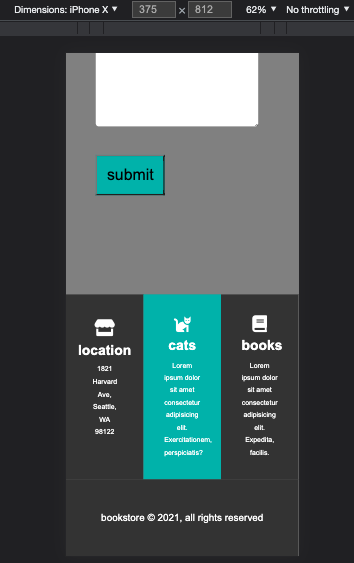 Dimensions: iPhone X ▼ 375 × 812 62% ▼ No throttling ▼
submit
location
1821
Harvard
Ave,
Seattle,
WA
98122
cats
Lorem
ipsum dolor
sit amet
consectetur
adipisicing
elit.
Exercitationem,
perspiciatis?
books
Lorem
ipsum dolor
sit amet
consectetur
adipisicing
elit.
Expedita,
facilis.
bookstore © 2021, all rights reserved